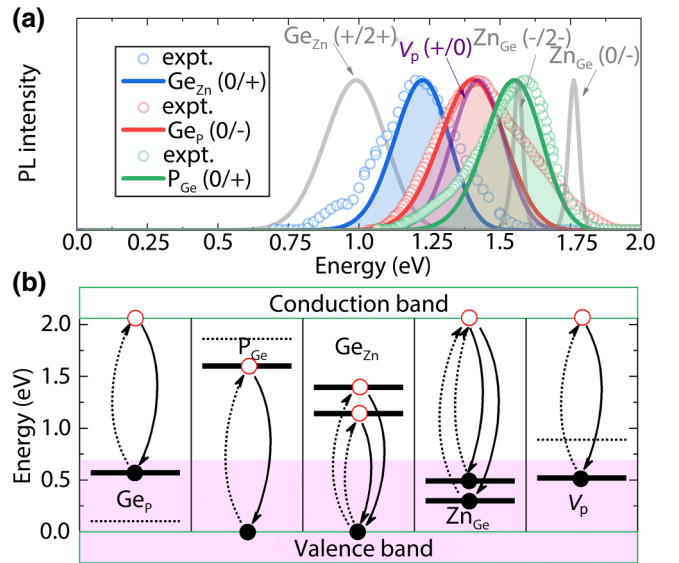 (a)
Ge_Zn (+/2+)
V_p (+/0)
Zn_Ge (-/2-)
Zn_Ge (0/-)
expt.
Ge_Zn (0/+)
expt.
Ge_P (0/-)
expt.
P_Ge (0/+)
PL intensity
0.0 0.25 0.50 0.75 1.0 1.25 1.5 1.75 2.0
Energy (eV)
(b)
Conduction band
2.0
P_Ge
Ge_Zn
1.5
Energy (eV)
1.0
0.5
Ge_P
Zn_Ge
V_p
0.0
Valence band